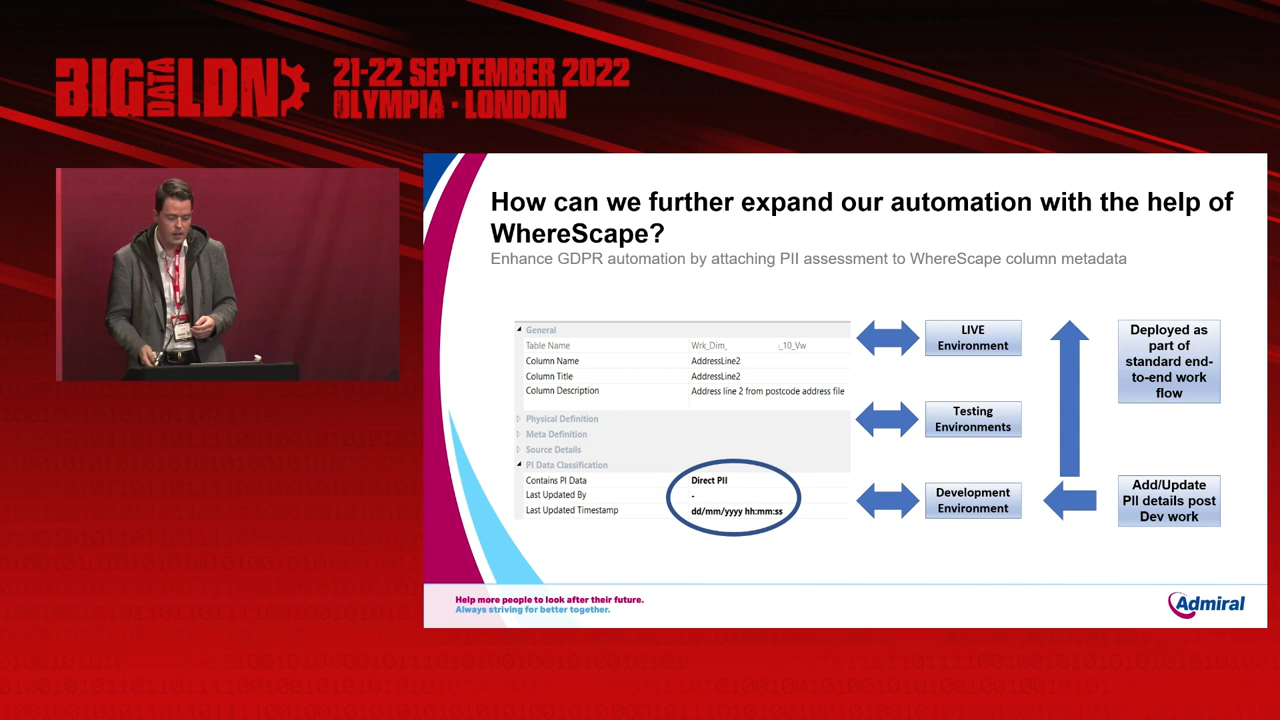 BIG DATA LDN
21-22 SEPTEMBER 2022
OLYMPIA · LONDON
How can we further expand our automation with the help of
WhereScape?
Enhance GDPR automation by attaching PII assessment to WhereScape column metadata
General
Table Name Wrk_Dim_ _10_Vw
Column Name AddressLine2
Column Title AddressLine2
Column Description Address line 2 from postcode address file
Physical Definition
Meta Definition
Source Details
PI Data Classification
Contains PI Data Direct PII
Last Updated By -
Last Updated Timestamp dd/mm/yyyy hh:mm:ss
LIVE
Environment
Testing
Environments
Development
Environment
Deployed as
part of
standard end-
to-end work
flow
Add/Update
PII details post
Dev work
Help more people to look after their future.
Always striving for better together.
Admiral